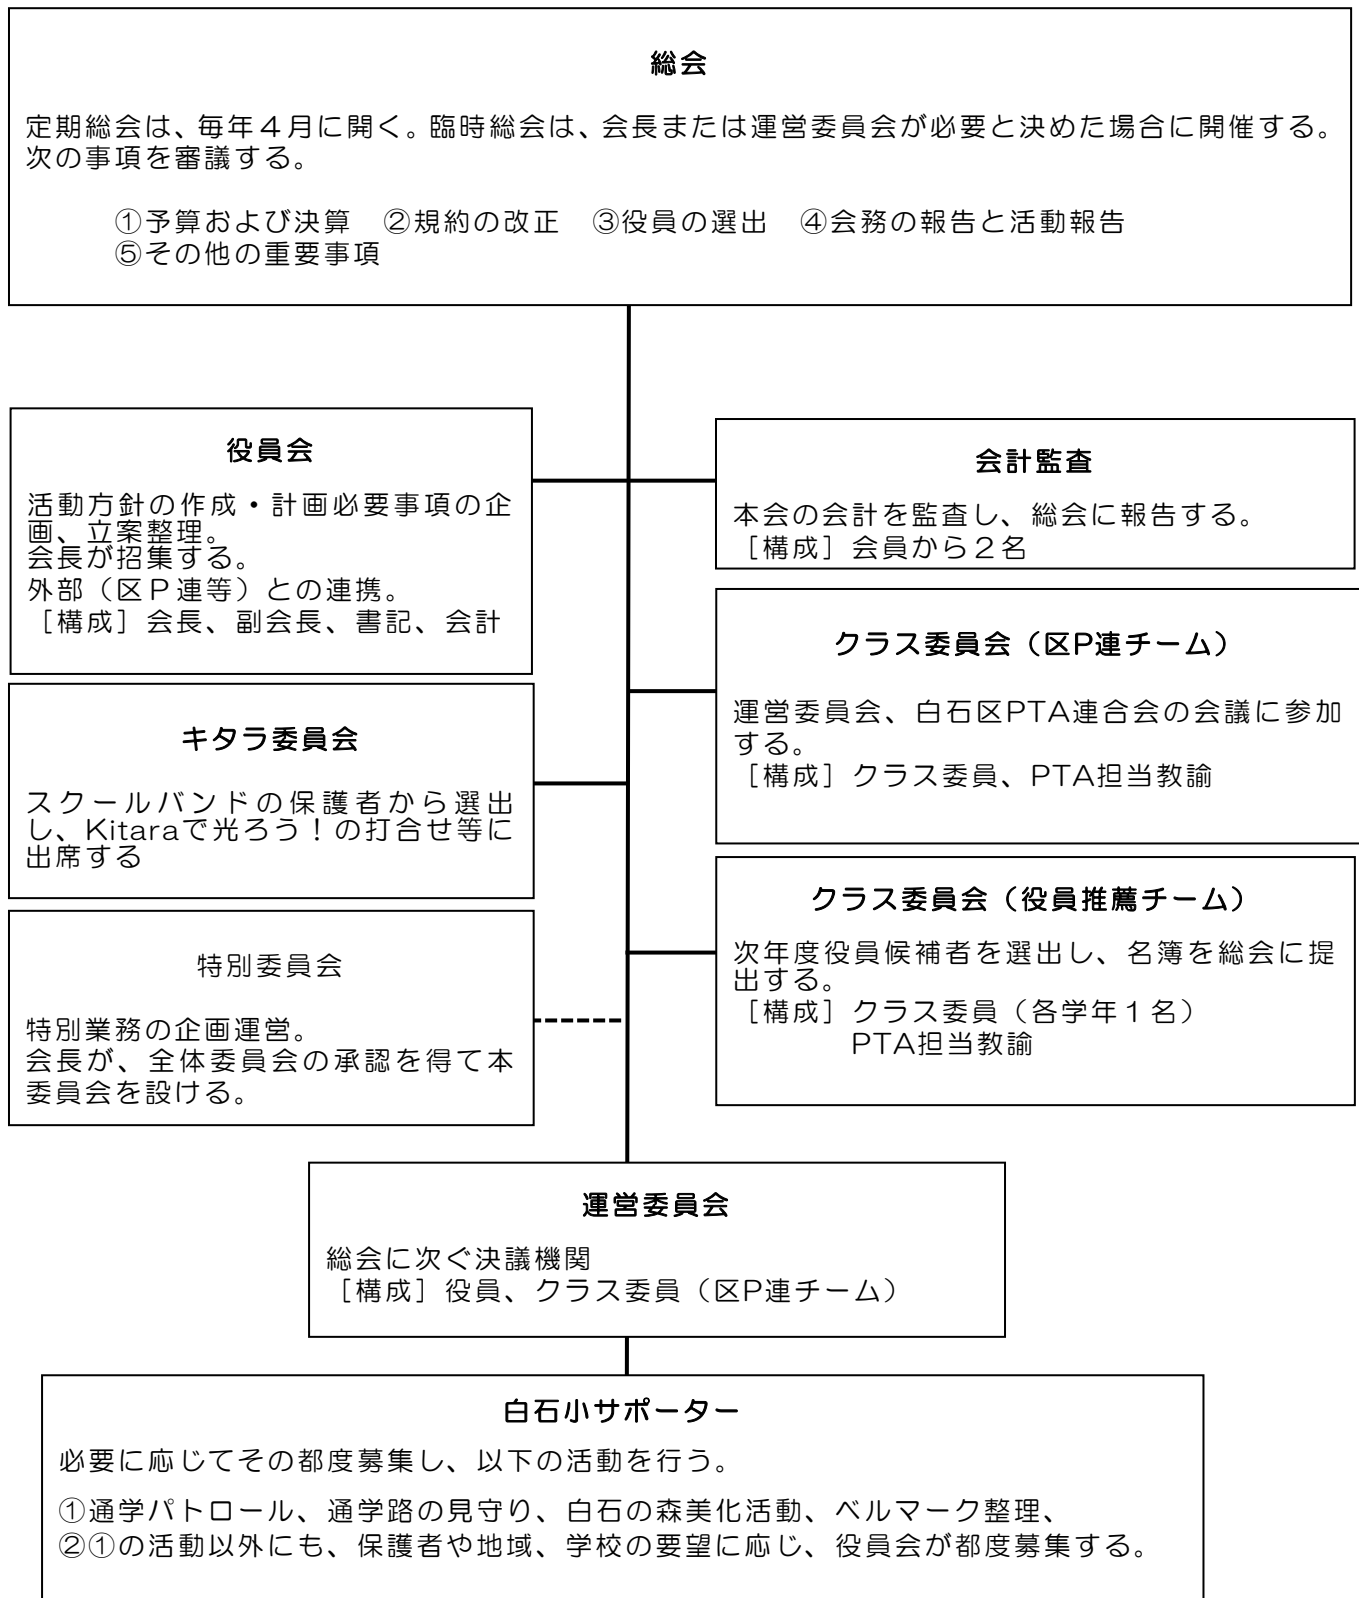 総会
定期総会は、毎年４月に開く。臨時総会は、会長または運営委員会が必要と決めた場合に開催する。
次の事項を審議する。
①予算および決算　②規約の改正　③役員の選出　④会務の報告と活動報告
⑤その他の重要事項
役員会
活動方針の作成・計画必要事項の企
画、立案整理。
会長が招集する。
外部（区Ｐ連等）との連携。
［構成］会長、副会長、書記、会計
会計監査
本会の会計を監査し、総会に報告する。
［構成］会員から２名
クラス委員会（区P連チーム）
運営委員会、白石区PTA連合会の会議に参加
する。
［構成］クラス委員、PTA担当教諭
キタラ委員会
スクールバンドの保護者から選出
し、Kitaraで光ろう！の打合せ等に
出席する
クラス委員会（役員推薦チーム）
次年度役員候補者を選出し、名簿を総会に提
出する。
［構成］クラス委員（各学年１名）
PTA担当教諭
特別委員会
特別業務の企画運営。
会長が、全体委員会の承認を得て本
委員会を設ける。
運営委員会
総会に次ぐ決議機関
［構成］役員、クラス委員（区P連チーム）
白石小サポーター
必要に応じてその都度募集し、以下の活動を行う。
①通学パトロール、通学路の見守り、白石の森美化活動、ベルマーク整理、
②①の活動以外にも、保護者や地域、学校の要望に応じ、役員会が都度募集する。